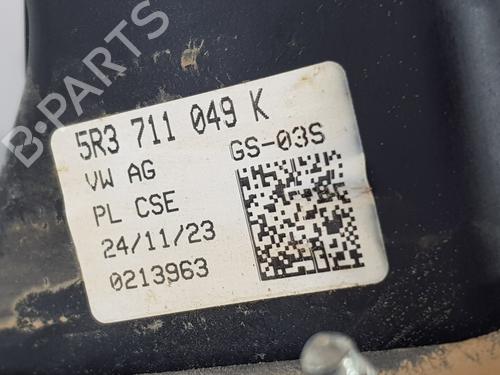 5R3 711 049 K
VW AG
GS-03S
PL CSE
24/11/23
0213963
B-PARTS